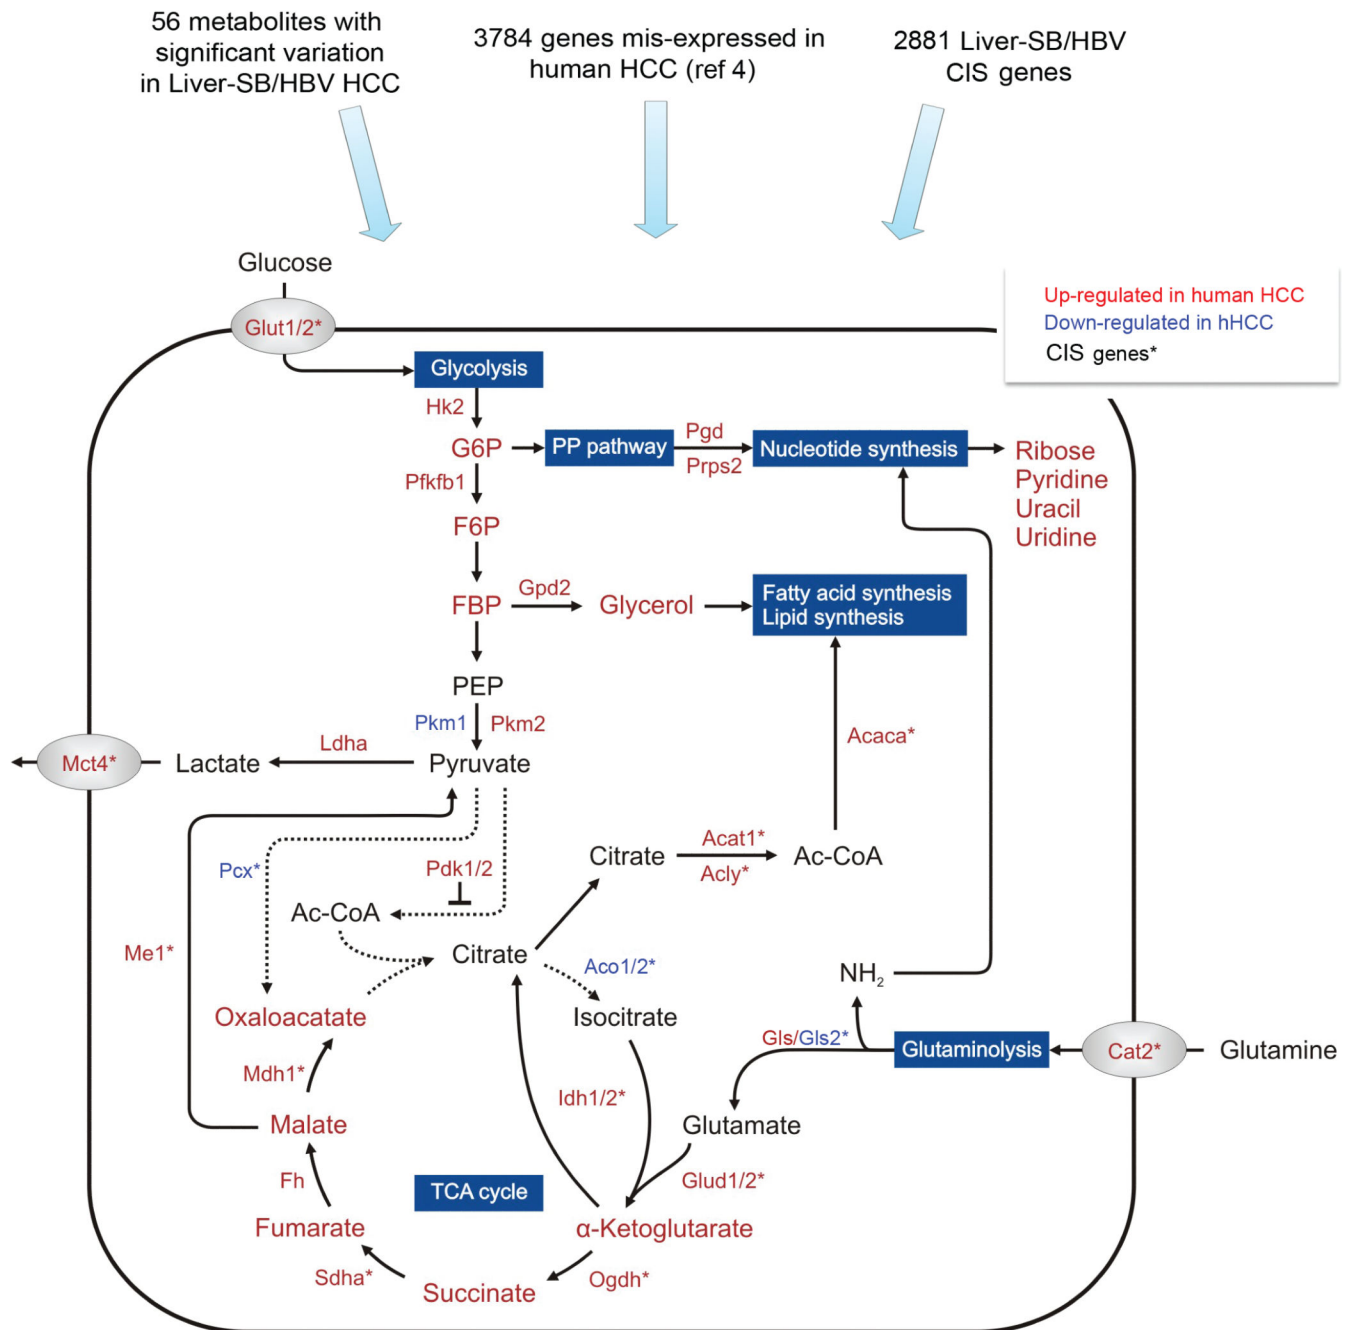 56 metabolites with
significant variation
in Liver-SB/HBV HCC
3784 genes mis-expressed in
human HCC (ref 4)
2881 Liver-SB/HBV
CIS genes
Glucose
Glut1/2*
Up-regulated in human HCC
Down-regulated in hHCC
CIS genes*
Glycolysis
Hk2
G6P
PP pathway
Pgd
Prps2
Nucleotide synthesis
Ribose
Pyridine
Uracil
Uridine
Pfkfb1
F6P
FBP
Gpd2
Glycerol
Fatty acid synthesis
Lipid synthesis
PEP
Pkm1
Pkm2
Acaca*
Mct4*
Lactate
Ldha
Pyruvate
Pcx*
Pdk1/2
Citrate
Acat1*
Acly*
Ac-CoA
Ac-CoA
Me1*
Citrate
Aco1/2*
NH₂
Oxaloacatate
Isocitrate
Gls/Gls2*
Glutaminolysis
Cat2*
Glutamine
Mdh1*
Idh1/2*
Malate
Glutamate
Fh
TCA cycle
Glud1/2*
Fumarate
α-Ketoglutarate
Sdha*
Succinate
Ogdh*